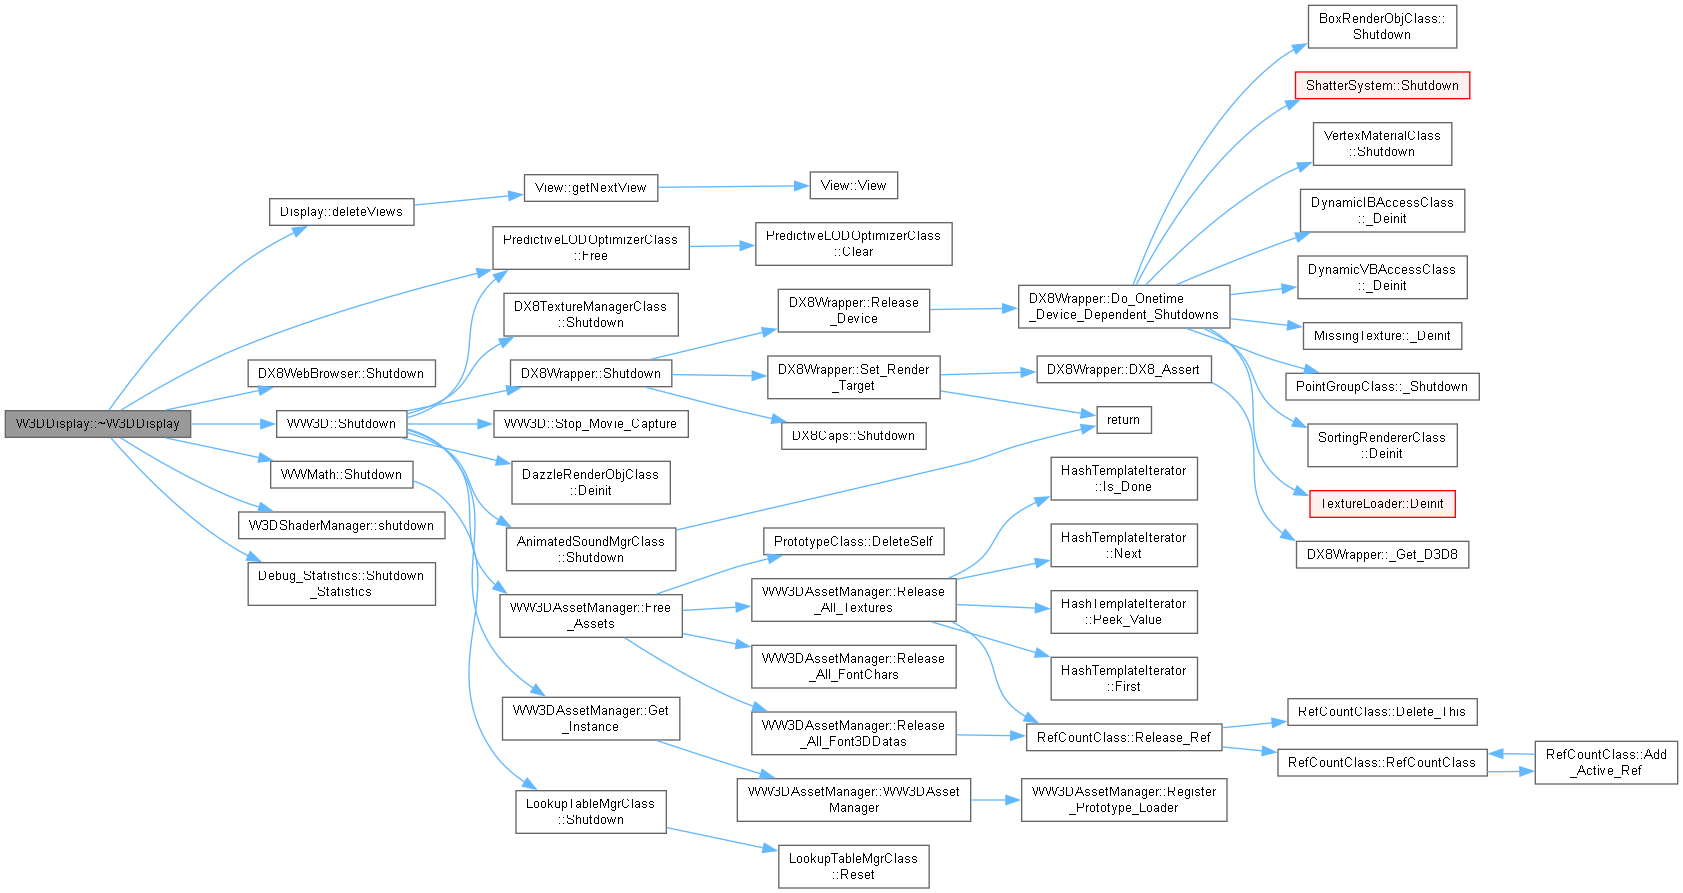 W3DDisplay::~W3DDisplay
Display::deleteViews
View::getNextView
View::View
PredictiveLODOptimizerClass
::Free
PredictiveLODOptimizerClass
::Clear
DX8WebBrowser::Shutdown
WW3D::Shutdown
DX8TextureManagerClass
::Shutdown
DX8Wrapper::Shutdown
DX8Wrapper::Release
_Device
DX8Wrapper::Do_Onetime
_Device_Dependent_Shutdowns
BoxRenderObjClass::
Shutdown
ShatterSystem::Shutdown
VertexMaterialClass
::Shutdown
DynamicIBAccessClass
::_Deinit
DynamicVBAccessClass
::_Deinit
MissingTexture::_Deinit
PointGroupClass::_Shutdown
SortingRendererClass
::Deinit
TextureLoader::Deinit
DX8Wrapper::Set_Render
_Target
DX8Wrapper::DX8_Assert
DX8Wrapper::_Get_D3D8
return
DX8Caps::Shutdown
WW3D::Stop_Movie_Capture
DazzleRenderObjClass
::Deinit
AnimatedSoundMgrClass
::Shutdown
WW3DAssetManager::Free
_Assets
PrototypeClass::DeleteSelf
WW3DAssetManager::Release
_All_Textures
HashTemplateIterator
::Is_Done
HashTemplateIterator
::Next
HashTemplateIterator
::Peek_Value
HashTemplateIterator
::First
WW3DAssetManager::Release
_All_FontChars
WW3DAssetManager::Release
_All_Font3DDatas
RefCountClass::Release_Ref
RefCountClass::Delete_This
RefCountClass::RefCountClass
RefCountClass::Add
_Active_Ref
WW3DAssetManager::Get
_Instance
WW3DAssetManager::WW3DAsset
Manager
WW3DAssetManager::Register
_Prototype_Loader
WWMath::Shutdown
LookupTableMgrClass
::Shutdown
LookupTableMgrClass
::Reset
W3DShaderManager::shutdown
Debug_Statistics::Shutdown
_Statistics